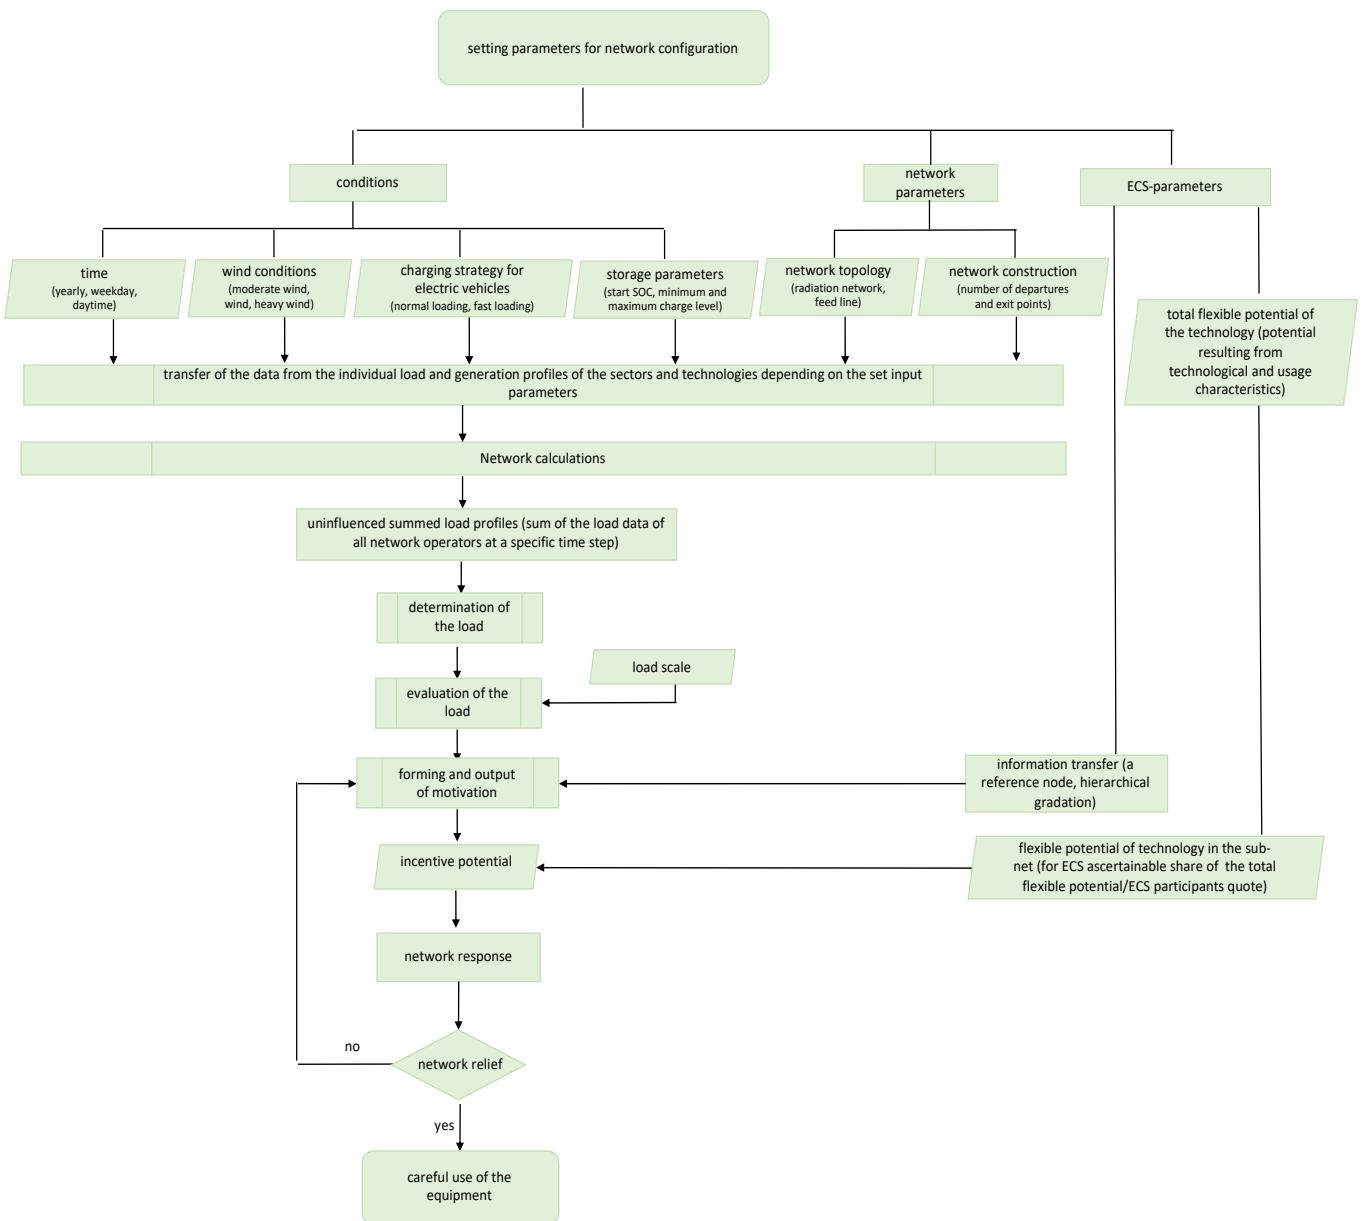 setting parameters for network configuration
conditions
network
parameters
ECS-parameters
time
(yearly, weekday,
daytime)
wind conditions
(moderate wind,
wind, heavy wind)
charging strategy for
electric vehicles
(normal loading, fast loading)
storage parameters
(start SOC, minimum and
maximum charge level)
network topology
(radiation network,
feed line)
network construction
(number of departures
and exit points)
total flexible potential of
the technology (potential
resulting from
technological and usage
characteristics)
transfer of the data from the individual load and generation profiles of the sectors and technologies depending on the set input
parameters
Network calculations
uninfluenced summed load profiles (sum of the load data of
all network operators at a specific time step)
determination of
the load
load scale
evaluation of the
load
forming and output
of motivation
information transfer (a
reference node, hierarchical
gradation)
incentive potential
flexible potential of technology in the sub-
net (for ECS ascertainable share of  the total
flexible potential/ECS participants quote)
network response
no
network relief
yes
careful use of the
equipment